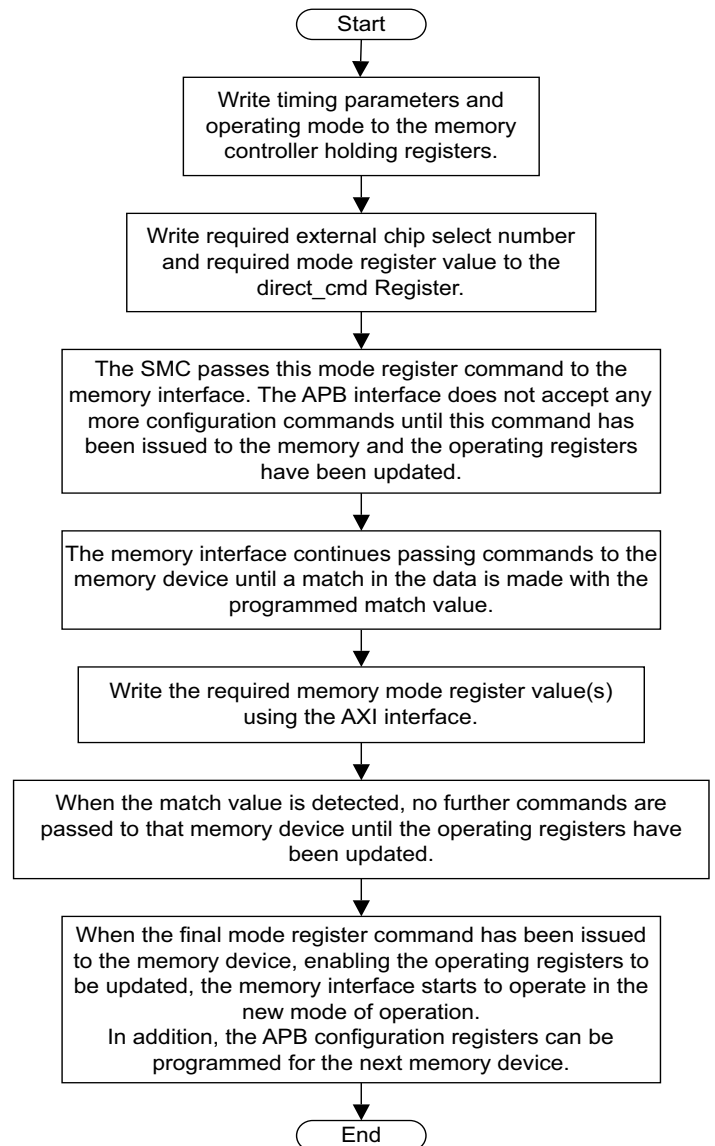 Start
Write timing parameters and
operating mode to the memory
controller holding registers.
Write required external chip select number
and required mode register value to the
direct_cmd Register.
The SMC passes this mode register command to the
memory interface. The APB interface does not accept any
more configuration commands until this command has
been issued to the memory and the operating registers
have been updated.
The memory interface continues passing commands to the
memory device until a match in the data is made with the
programmed match value.
Write the required memory mode register value(s)
using the AXI interface.
When the match value is detected, no further commands are
passed to that memory device until the operating registers have
been updated.
When the final mode register command has been issued
to the memory device, enabling the operating registers to
be updated, the memory interface starts to operate in the
new mode of operation.
In addition, the APB configuration registers can be
programmed for the next memory device.
End